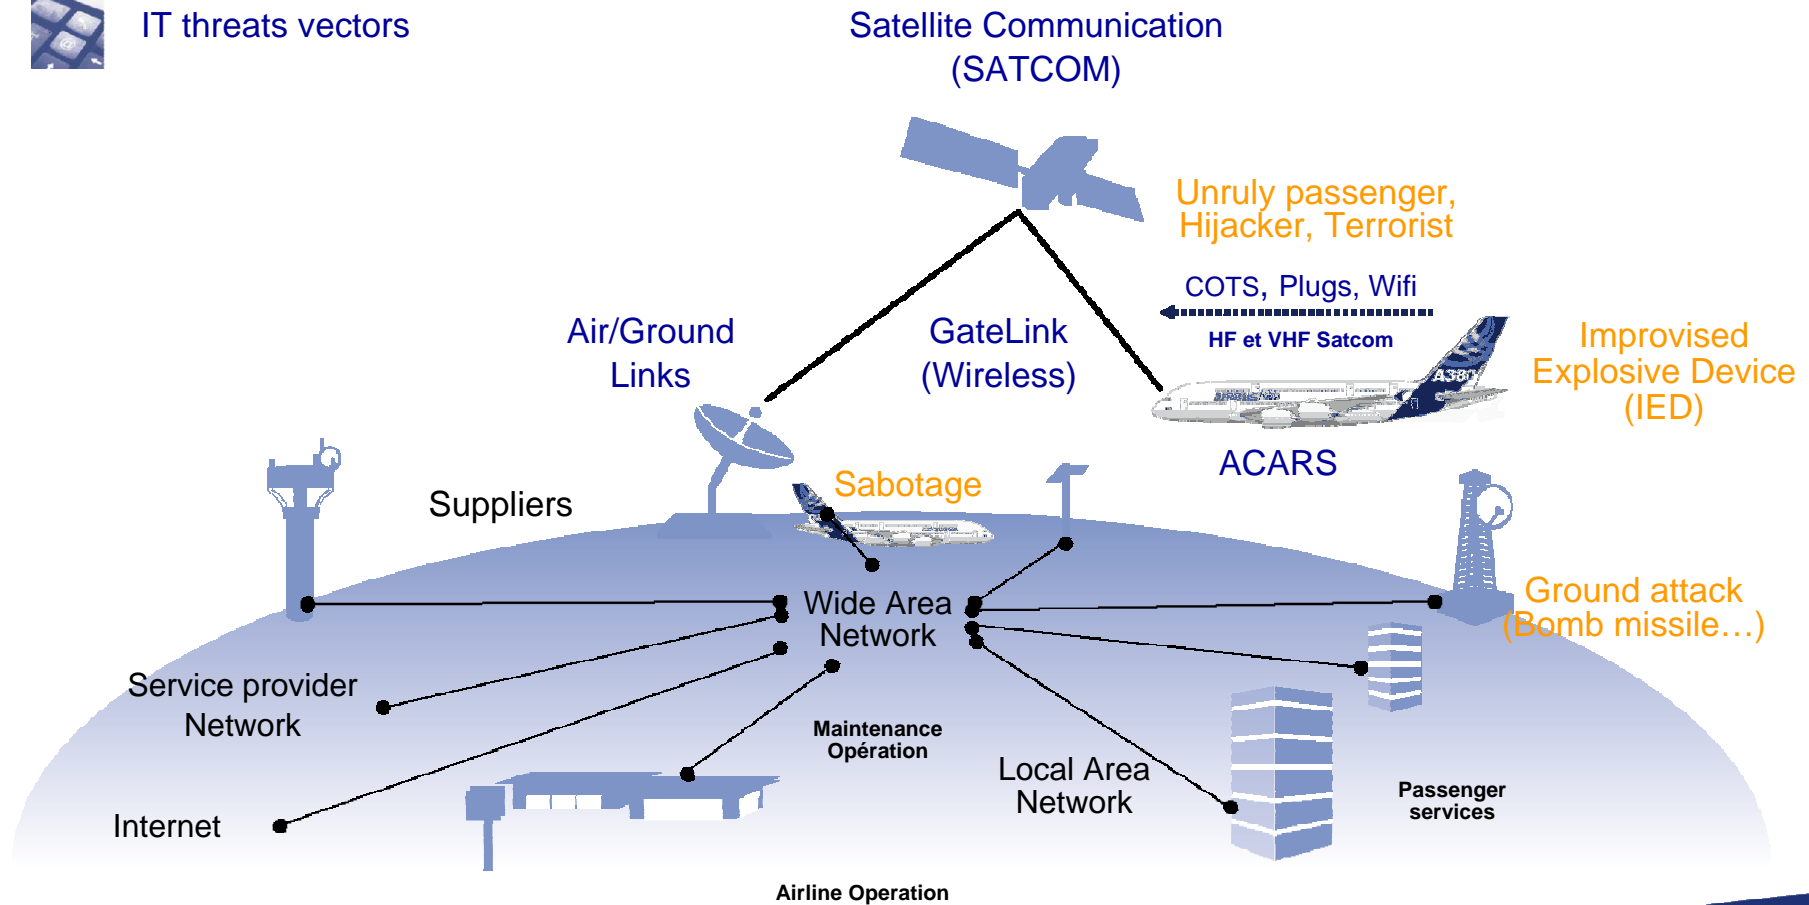 IT threats vectors
Satellite Communication
(SATCOM)
Unruly passenger,
Hijacker, Terrorist
COTS, Plugs, Wifi
HF et VHF Satcom
Air/Ground
Links
GateLink
(Wireless)
Improvised
Explosive Device
(IED)
A380
ACARS
Suppliers
Sabotage
Ground attack
(Bomb missile…)
Wide Area
Network
Service provider
Network
Maintenance
Opération
Local Area
Network
Passenger
services
Internet
Airline Operation